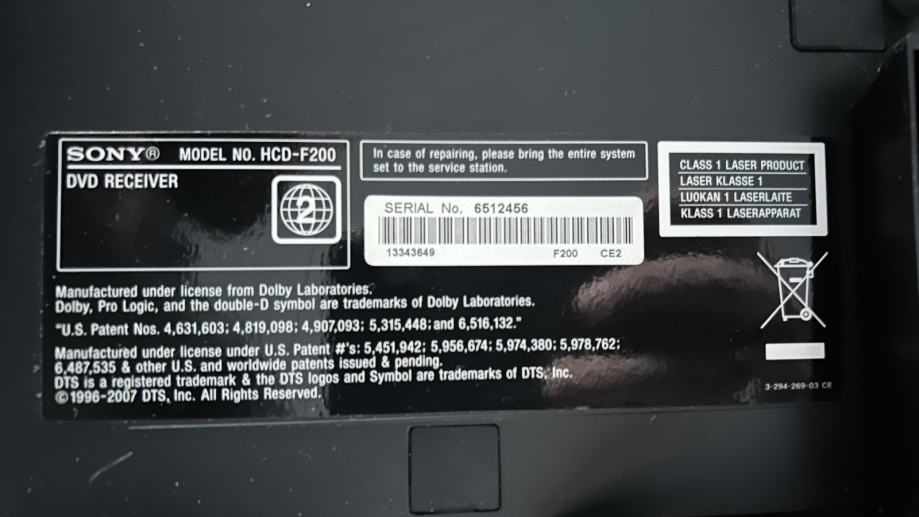 SONY® MODEL NO. HCD-F200
DVD RECEIVER
2
In case of repairing, please bring the entire system
set to the service station.
SERIAL No. 6512456
13343649 F200 CE2
CLASS 1 LASER PRODUCT
LASER KLASSE 1
LUOKAN 1 LASERLAITE
KLASS 1 LASERAPPARAT
Manufactured under license from Dolby Laboratories.
Dolby, Pro Logic, and the double-D symbol are trademarks of Dolby Laboratories.
"U.S. Patent Nos. 4,631,603; 4,819,098; 4,907,093; 5,315,448; and 6,516,132."
Manufactured under license under U.S. Patent #'s: 5,451,942; 5,956,674; 5,974,380; 5,978,762;
6,487,535 & other U.S. and worldwide patents issued & pending.
DTS is a registered trademark & the DTS logos and Symbol are trademarks of DTS, Inc.
©1996-2007 DTS, Inc. All Rights Reserved.
3-294-269-03 CE